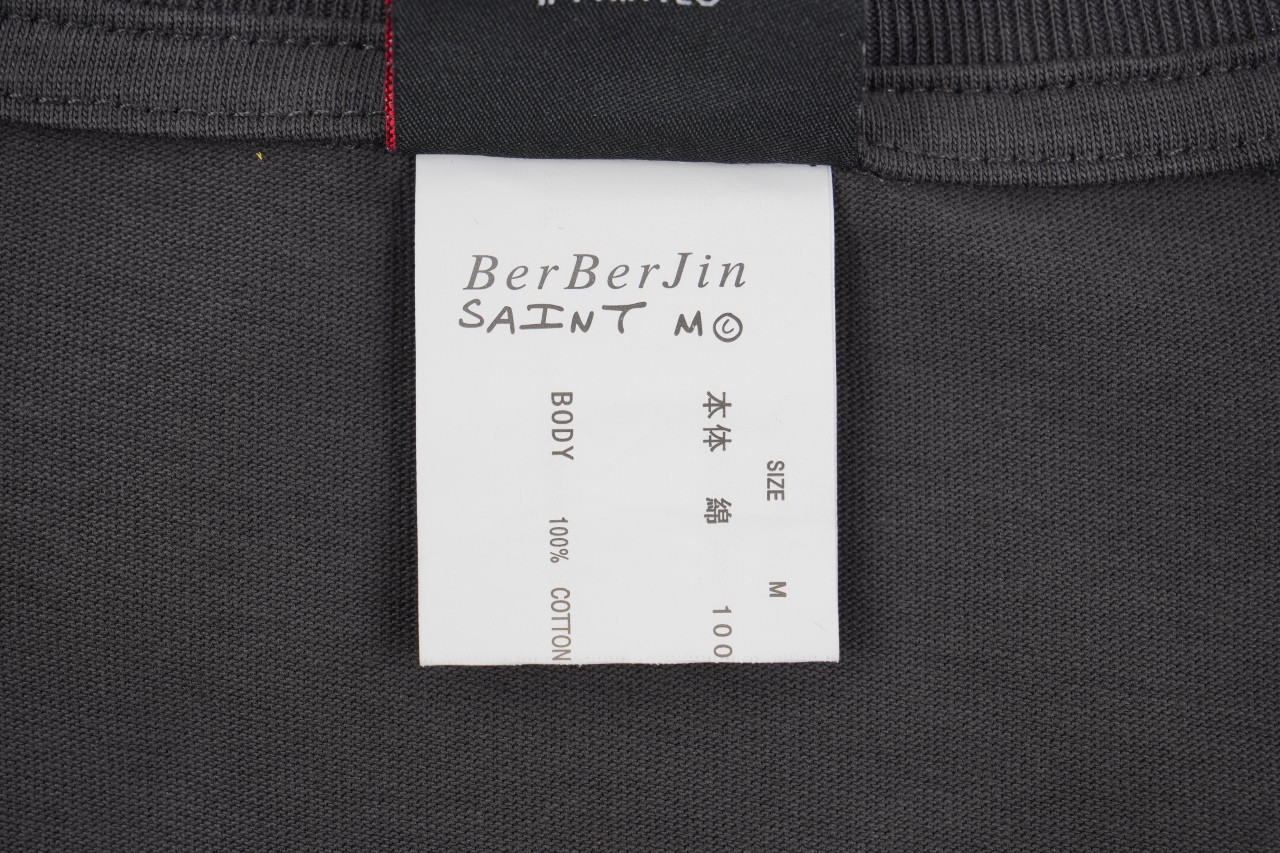 BerBerJin
SAINT M©
SIZE M
本体 綿 100
BODY 100% COTTON